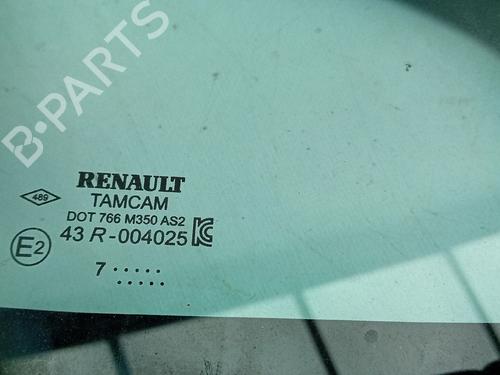 B-PARTS
RENAULT
489
TAMCAM
DOT 766 M350 AS2
E2
43 R-004025
7 .....
.....